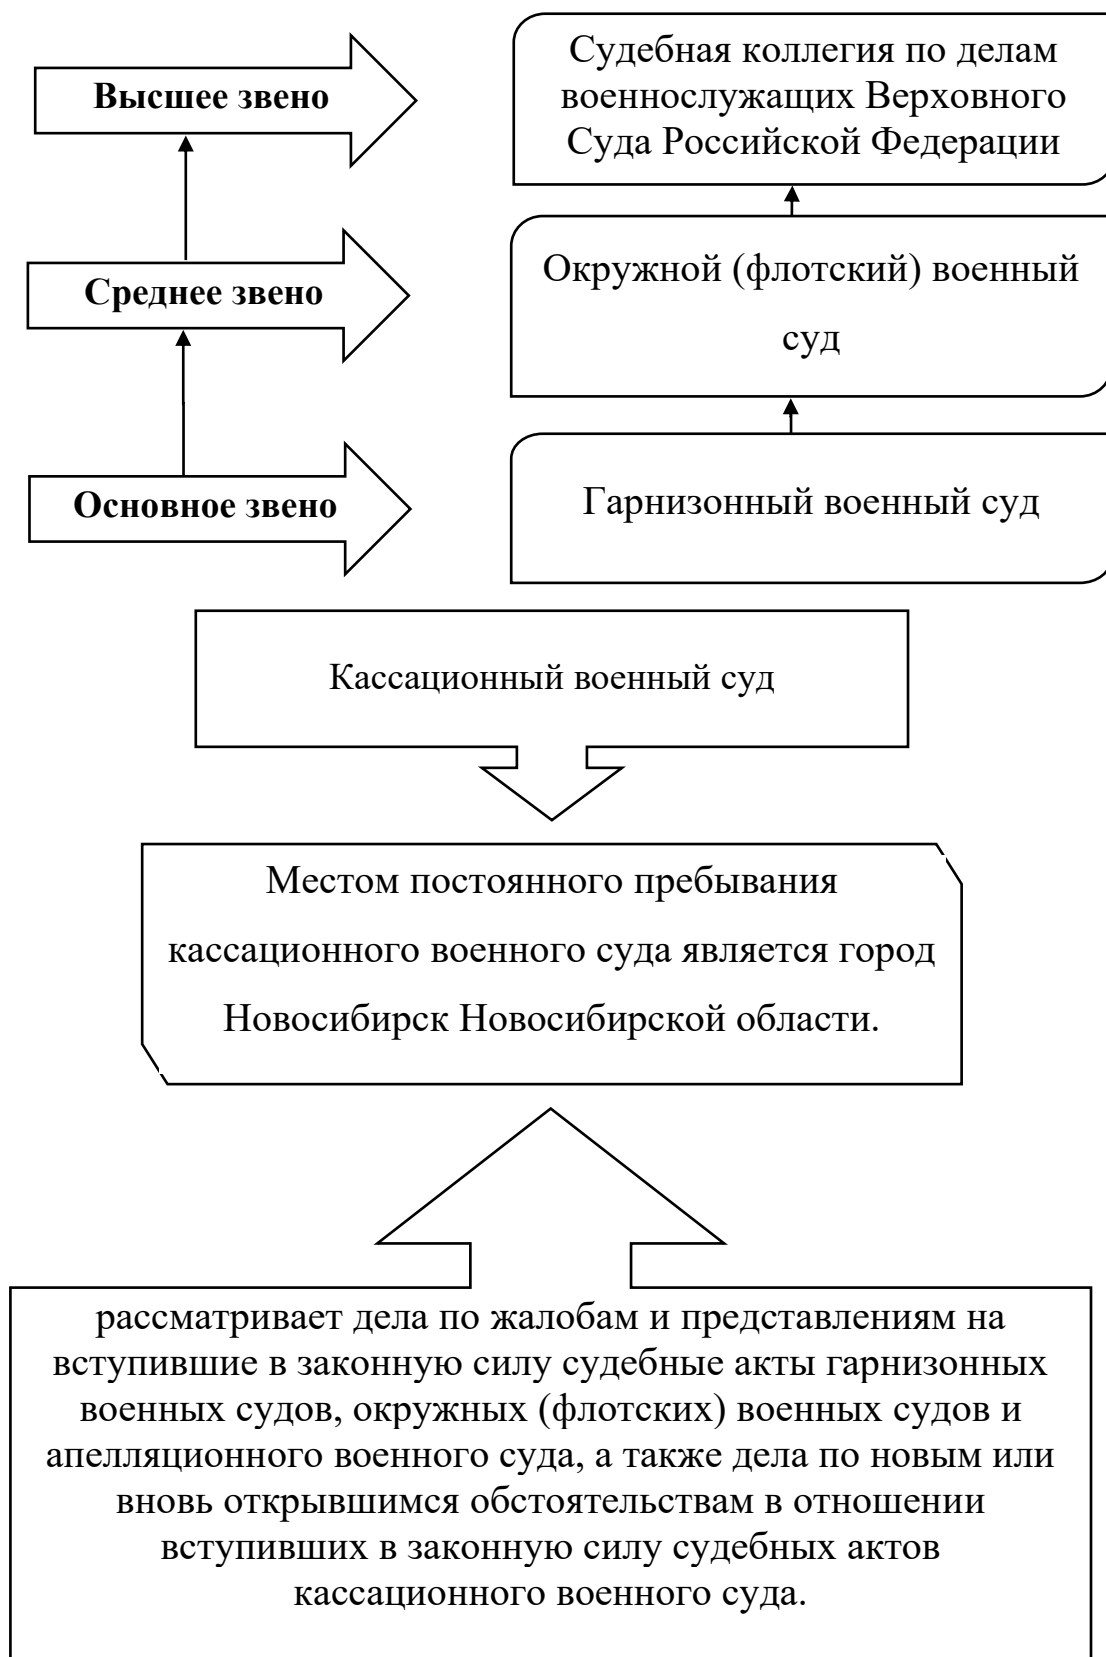 Высшее звено
Судебная коллегия по делам
военнослужащих Верховного
Суда Российской Федерации
Среднее звено
Окружной (флотский) военный
суд
Основное звено
Гарнизонный военный суд
Кассационный военный суд
Местом постоянного пребывания
кассационного военного суда является город
Новосибирск Новосибирской области.
рассматривает дела по жалобам и представлениям на
вступившие в законную силу судебные акты гарнизонных
военных судов, окружных (флотских) военных судов и
апелляционного военного суда, а также дела по новым или
вновь открывшимся обстоятельствам в отношении
вступивших в законную силу судебных актов
кассационного военного суда.